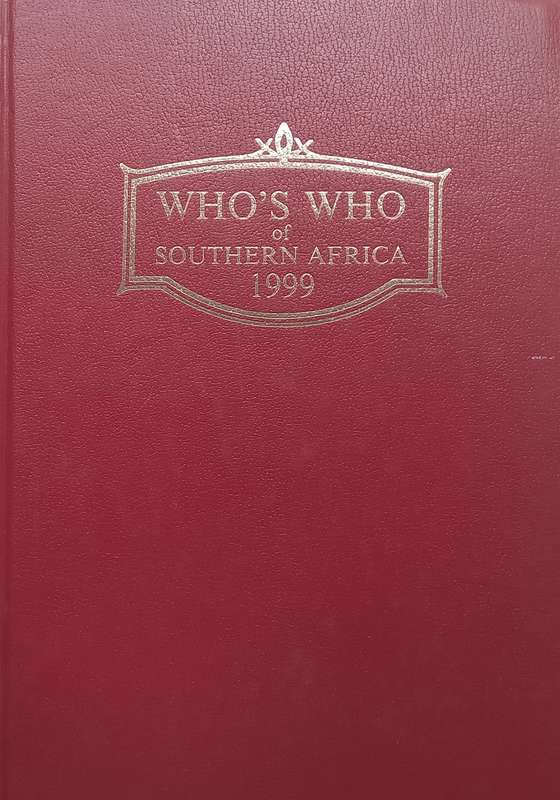 WHO'S WHO
of
SOUTHERN AFRICA
1999